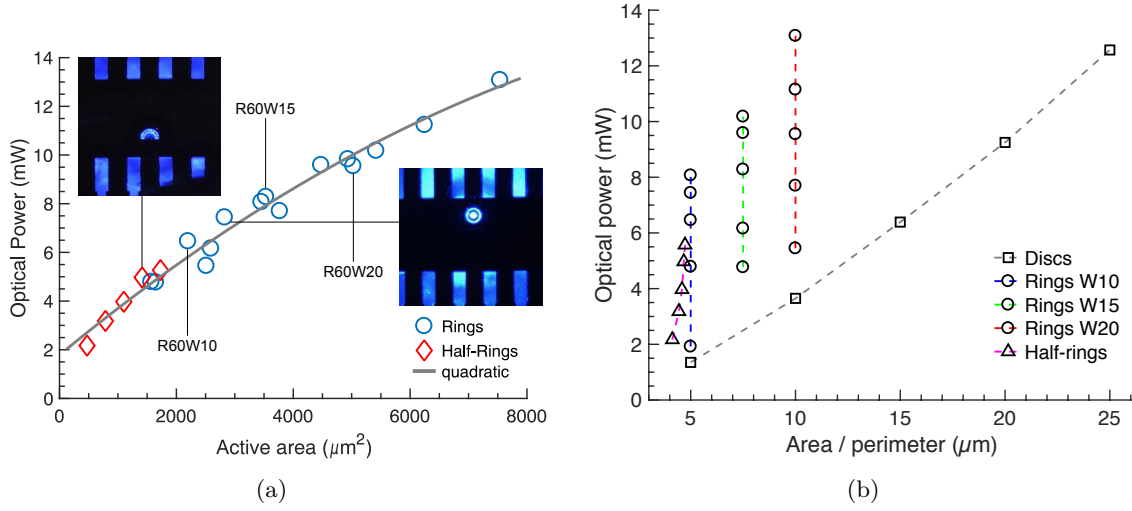 14
12
10
8
6
4
2
0
0
2000
4000
6000
8000
Optical Power (mW)
Active area (μm²)
R60W15
R60W20
R60W10
Rings
Half-Rings
quadratic
(a)
14
12
10
8
6
4
2
0
5
10
15
20
25
Optical power (mW)
Area / perimeter (μm)
Discs
Rings W10
Rings W15
Rings W20
Half-rings
(b)